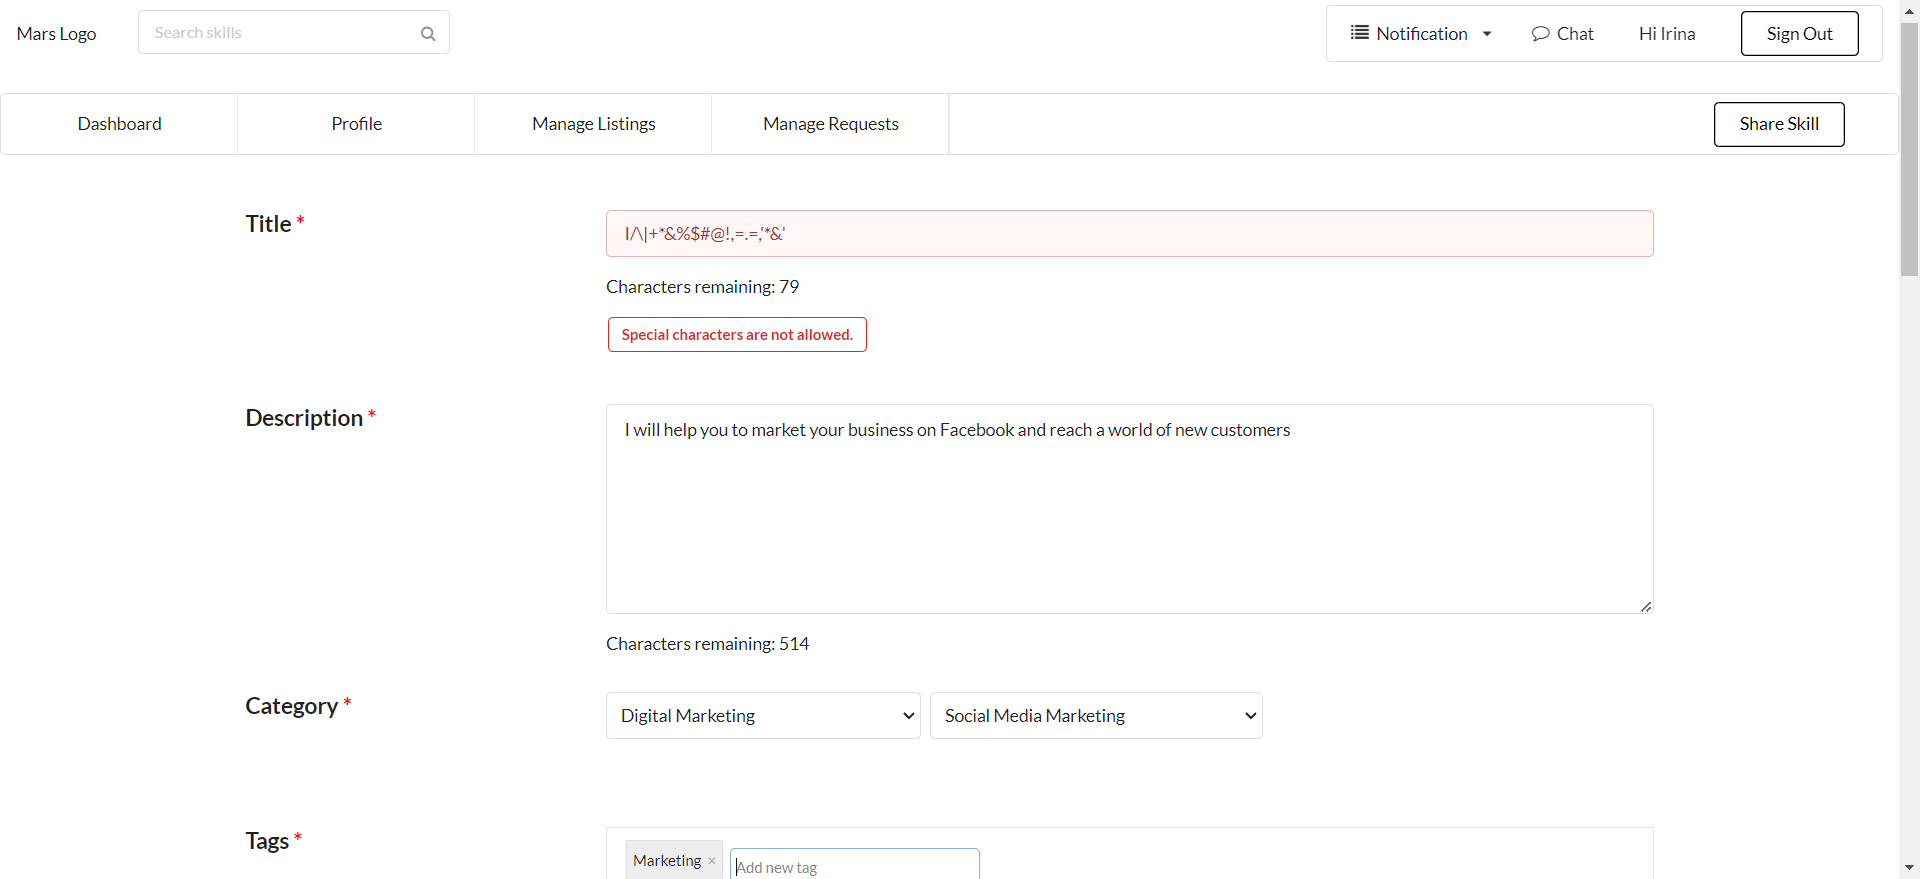 Mars Logo
Search skills
Notification
Chat
Hi Irina
Sign Out
Dashboard
Profile
Manage Listings
Manage Requests
Share Skill
Title *
I/\|+*&%$#@!,=.=,'*&'
Characters remaining: 79
Special characters are not allowed.
Description *
I will help you to market your business on Facebook and reach a world of new customers
Characters remaining: 514
Category *
Digital Marketing
Social Media Marketing
Tags *
Marketing ×
Add new tag